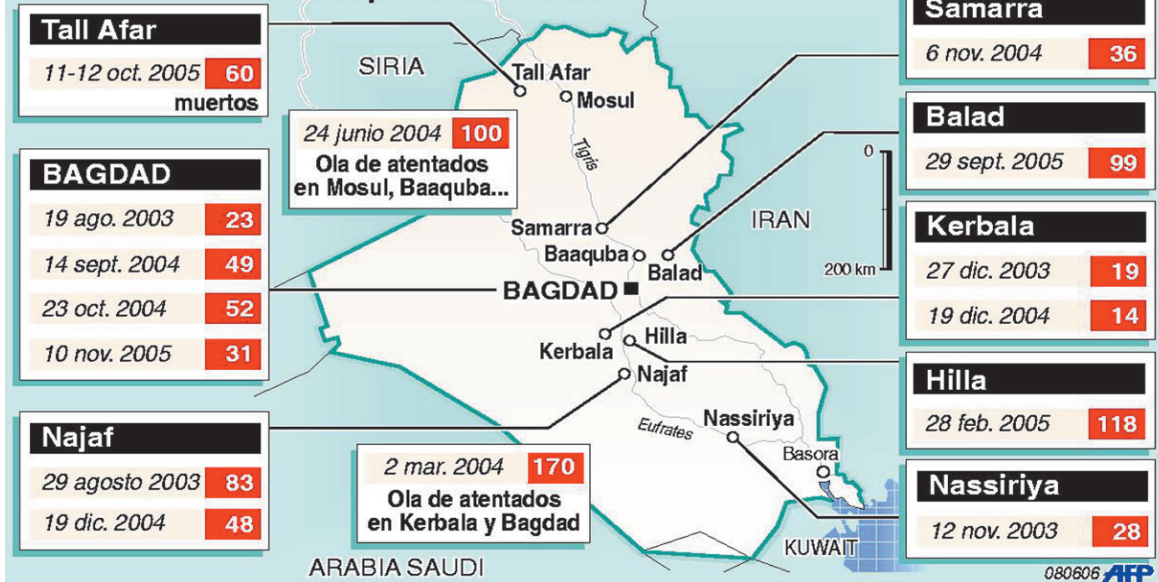 Tall Afar
11-12 oct. 2005 60
muertos
BAGDAD
19 ago. 2003 23
14 sept. 2004 49
23 oct. 2004 52
10 nov. 2005 31
Najaf
29 agosto 2003 83
19 dic. 2004 48
24 junio 2004 100
Ola de atentados
en Mosul, Baaquba...
2 mar. 2004 170
Ola de atentados
en Kerbala y Bagdad
SIRIA
Tall Afar
Mosul
Tigris
Samarra
Baaquba
Balad
BAGDAD
Kerbala
Hilla
Najaf
Eufrates
Nassiriya
Basora
IRAN
KUWAIT
ARABIA SAUDI
0
200 km
Samarra
6 nov. 2004 36
Balad
29 sept. 2005 99
Kerbala
27 dic. 2003 19
19 dic. 2004 14
Hilla
28 feb. 2005 118
Nassiriya
12 nov. 2003 28
080606 AFP